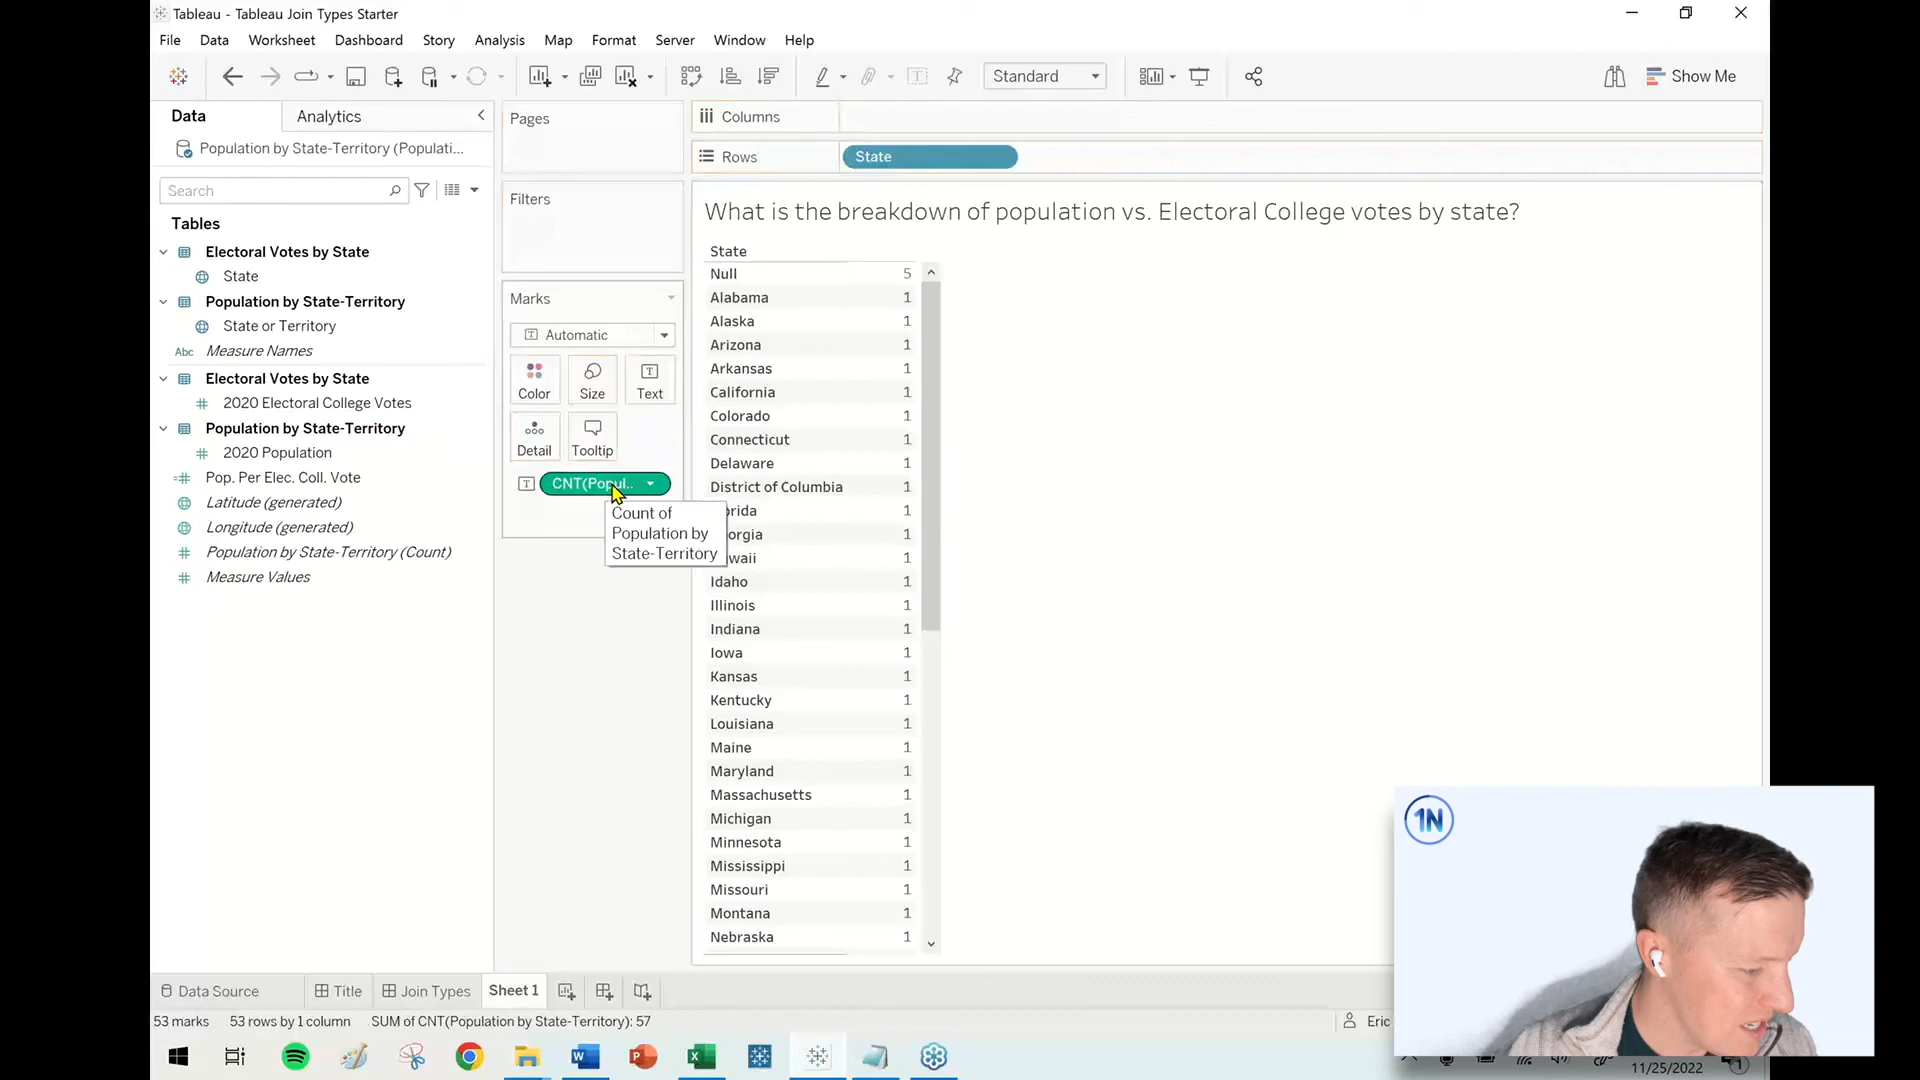 Tableau - Tableau Join Types Starter
File Data Worksheet Dashboard Story Analysis Map Format Server Window Help
Standard
Show Me
Data
Analytics
Population by State-Territory (Populati...
Search
Tables
Electoral Votes by State
State
Population by State-Territory
State or Territory
Abc Measure Names
Electoral Votes by State
2020 Electoral College Votes
Population by State-Territory
2020 Population
Pop. Per Elec. Coll. Vote
Latitude (generated)
Longitude (generated)
Population by State-Territory (Count)
Measure Values
Pages
Filters
Marks
Automatic
Color Size Text
Detail Tooltip
CNT(Popul..
Count of
Population by
State-Territory
Columns
Rows
State
What is the breakdown of population vs. Electoral College votes by state?
State
Null 5
Alabama 1
Alaska 1
Arizona 1
Arkansas 1
California 1
Colorado 1
Connecticut 1
Delaware 1
District of Columbia 1
rida 1
orgia 1
waii 1
Idaho 1
Illinois 1
Indiana 1
Iowa 1
Kansas 1
Kentucky 1
Louisiana 1
Maine 1
Maryland 1
Massachusetts 1
Michigan 1
Minnesota 1
Mississippi 1
Missouri 1
Montana 1
Nebraska 1
1N
Data Source Title Join Types Sheet 1
53 marks 53 rows by 1 column SUM of CNT(Population by State-Territory): 57
Eric
11/25/2022